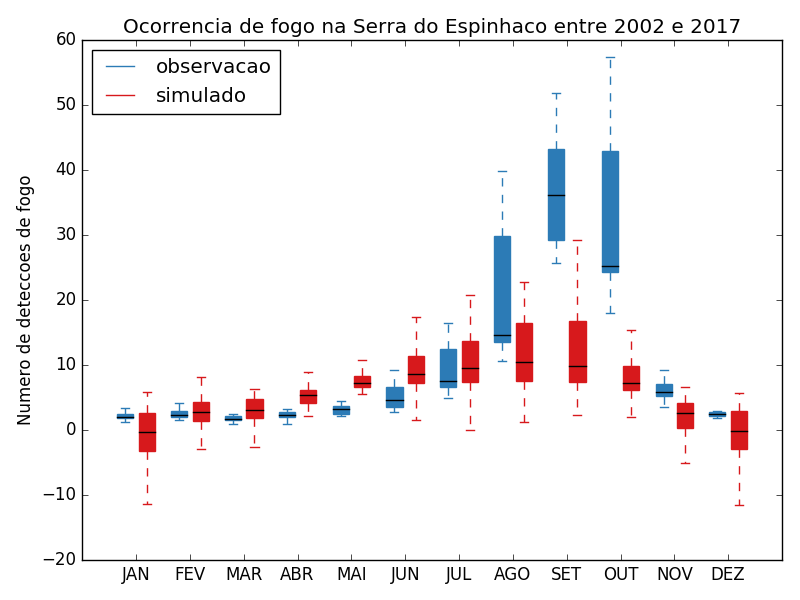 Ocorrencia de fogo na Serra do Espinhaco entre 2002 e 2017
observacao
simulado
Numero de deteccoes de fogo
60
50
40
30
20
10
0
−10
−20
JAN FEV MAR ABR MAI JUN JUL AGO SET OUT NOV DEZ